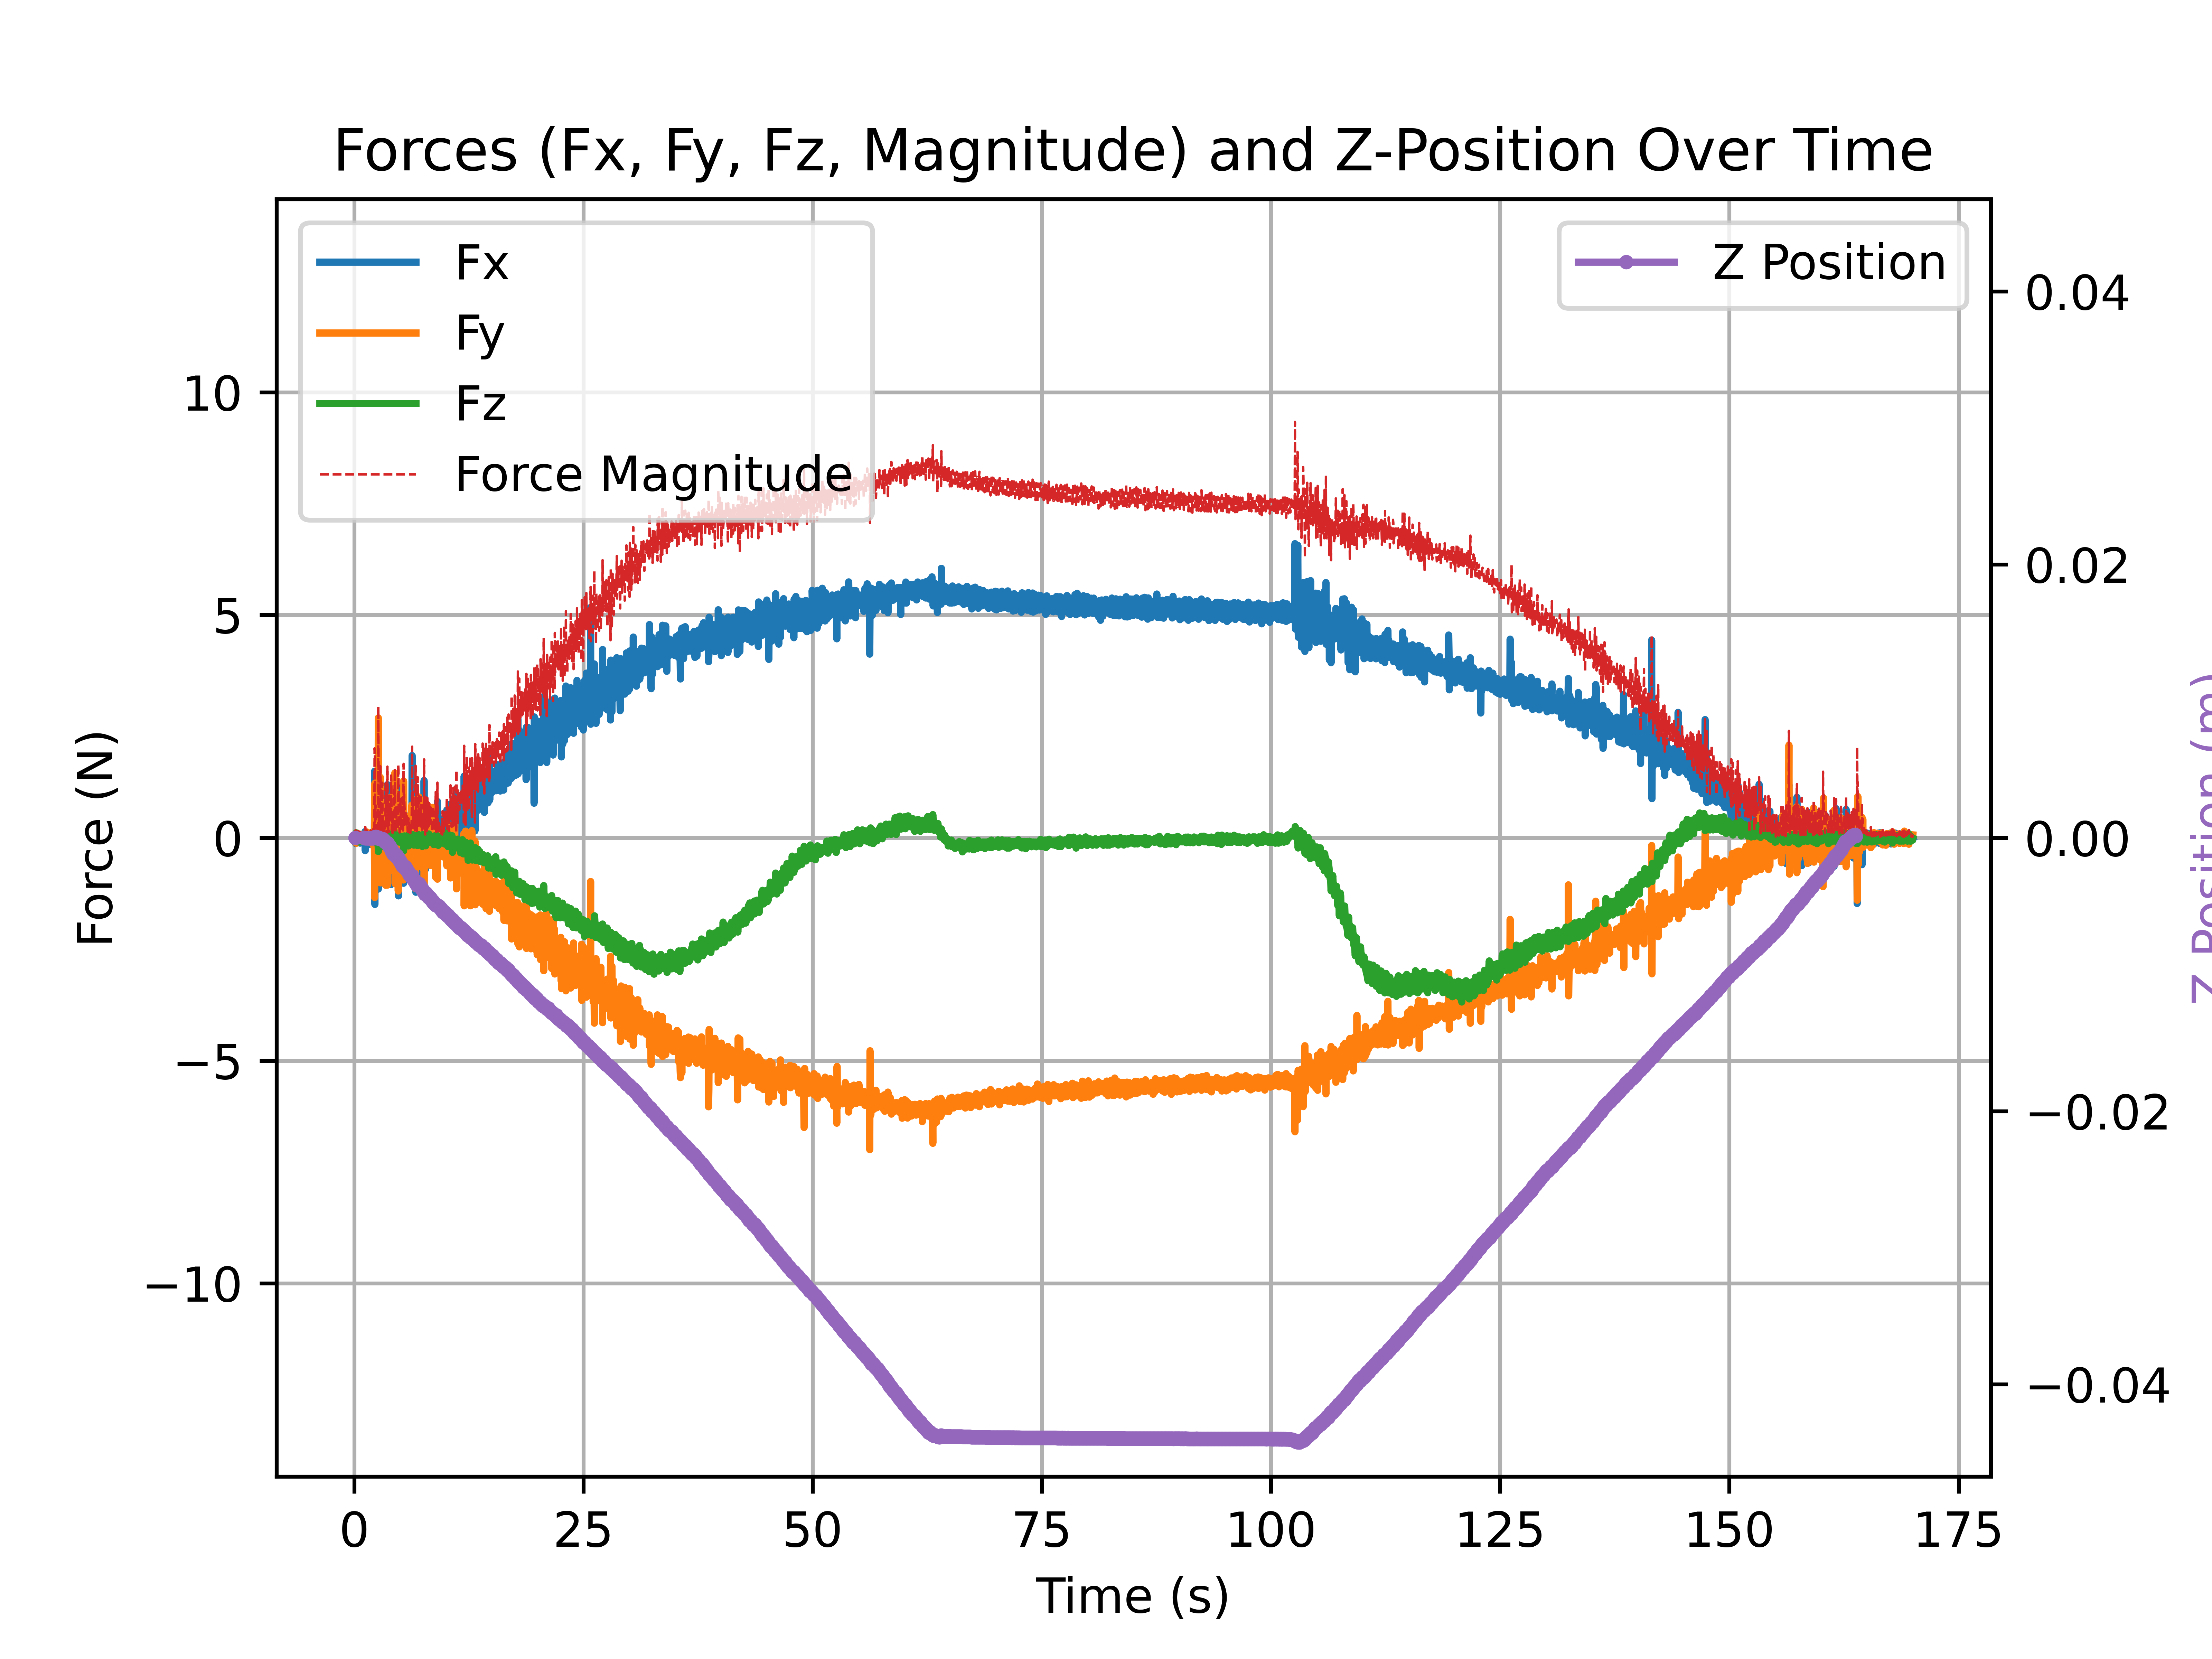 Forces (Fx, Fy, Fz, Magnitude) and Z-Position Over Time
Fx
Fy
Fz
Force Magnitude
Z Position
10
5
0
−5
−10
Force (N)
0.04
0.02
0.00
−0.02
−0.04
Z Position (m)
0
25
50
75
100
125
150
175
Time (s)